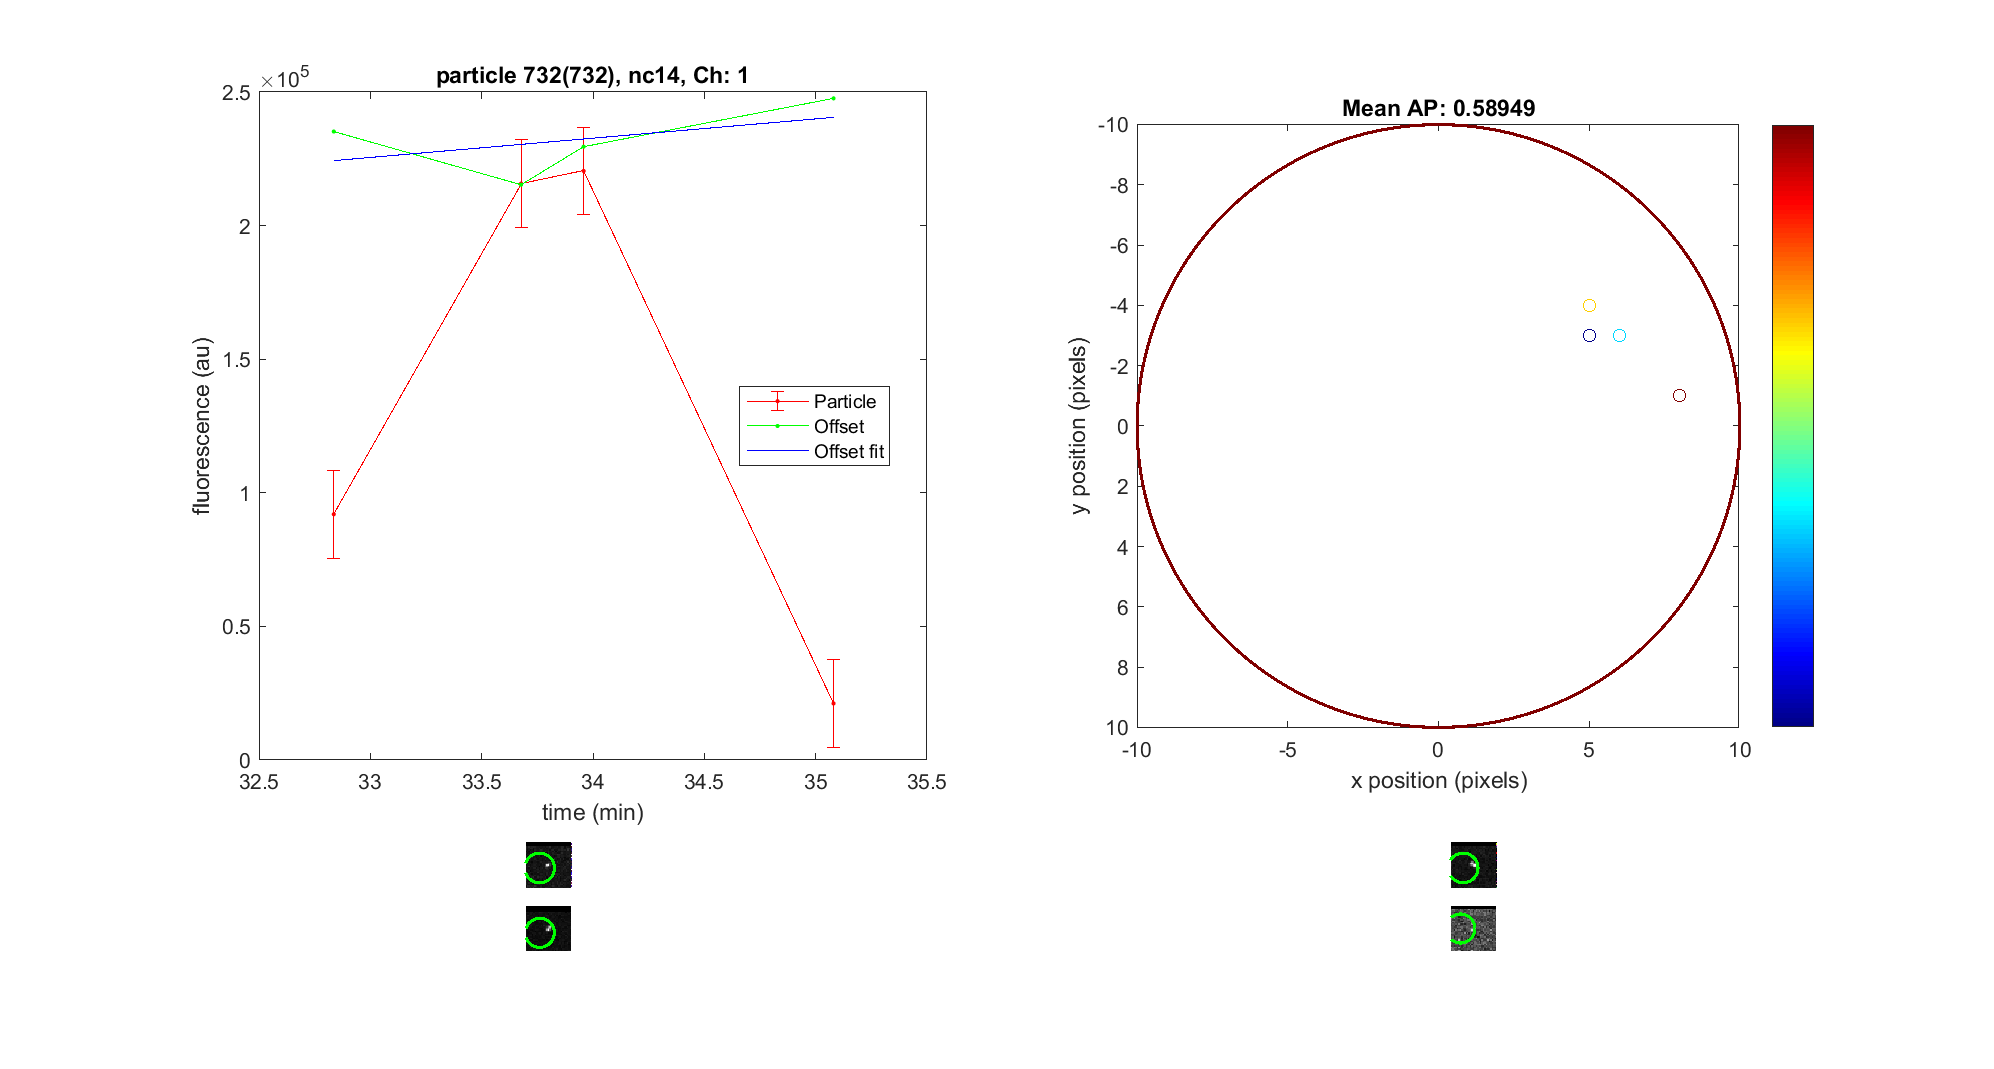 particle 732(732), nc14, Ch: 1
×10^5
2.5
2
1.5
1
0.5
0
32.5 33 33.5 34 34.5 35 35.5
time (min)
fluorescence (au)
Particle
Offset
Offset fit
Mean AP: 0.58949
-10
-8
-6
-4
-2
0
2
4
6
8
10
-10 -5 0 5 10
x position (pixels)
y position (pixels)